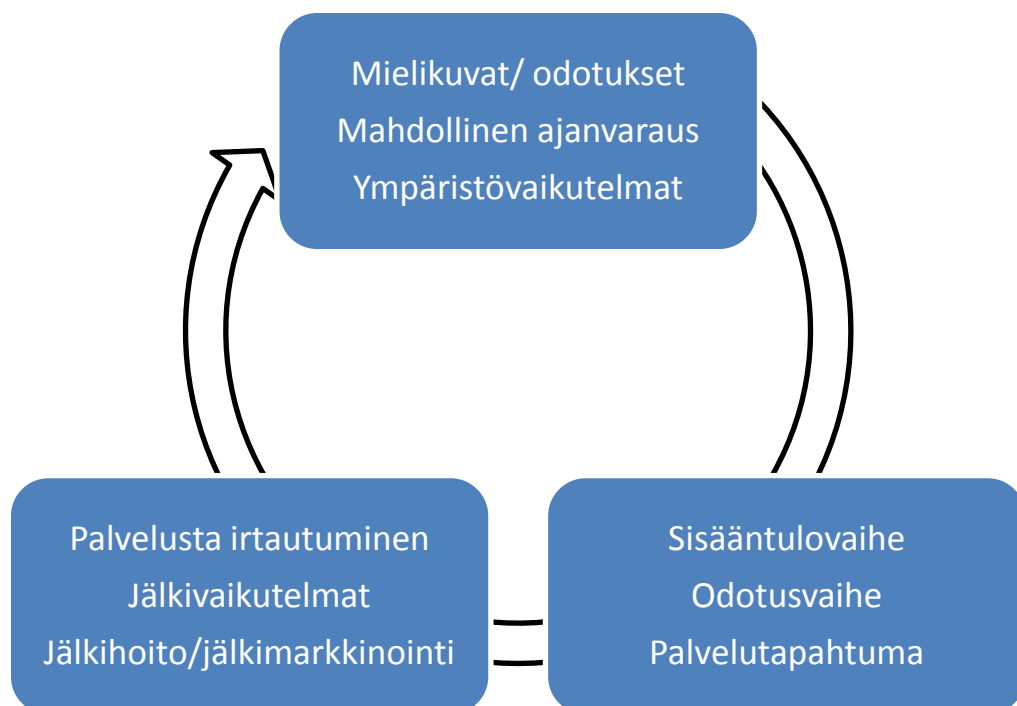 Mielikuvat/ odotukset
Mahdollinen ajanvaraus
Ympäristövaikutelmat
Sisääntulovaihe
Odotusvaihe
Palvelutapahtuma
Palvelusta irtautuminen
Jälkivaikutelmat
Jälkihoito/jälkimarkkinointi